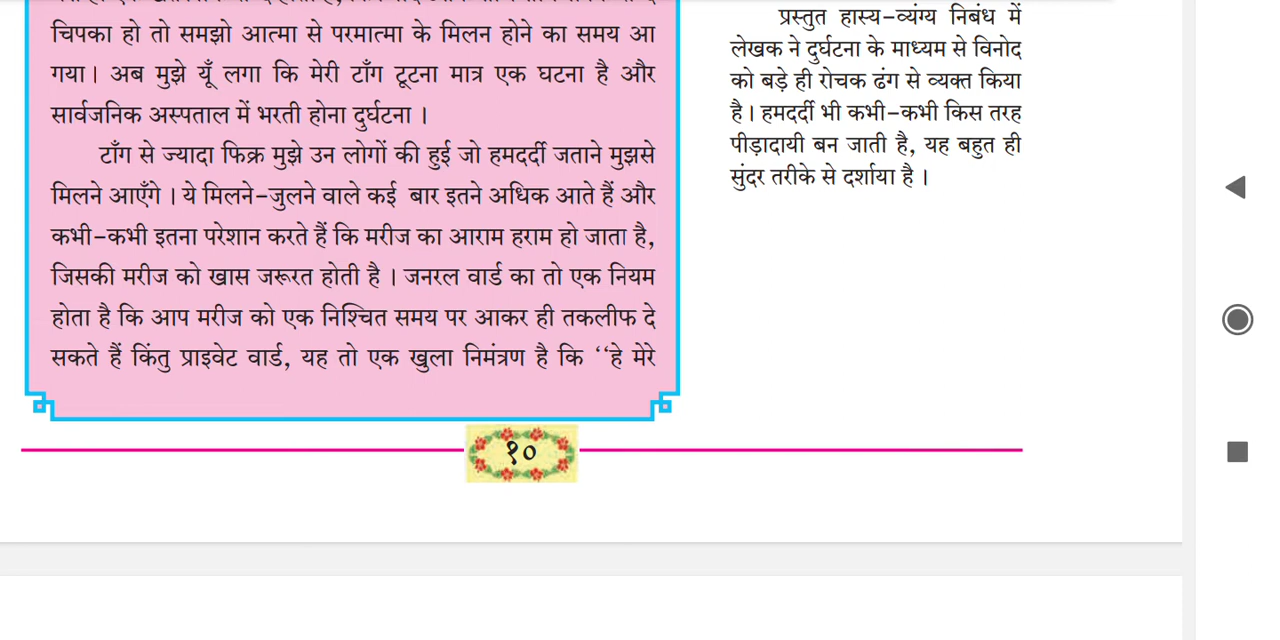 चिपका हो तो समझो आत्मा से परमात्मा के मिलन होने का समय आ
गया। अब मुझे यूँ लगा कि मेरी टाँग टूटना मात्र एक घटना है और
सार्वजनिक अस्पताल में भरती होना दुर्घटना ।
टाँग से ज्यादा फिक्र मुझे उन लोगों की हुई जो हमदर्दी जताने मुझसे
मिलने आएँगे । ये मिलने-जुलने वाले कई बार इतने अधिक आते हैं और
कभी-कभी इतना परेशान करते हैं कि मरीज का आराम हराम हो जाता है,
जिसकी मरीज को खास जरूरत होती है । जनरल वार्ड का तो एक नियम
होता है कि आप मरीज को एक निश्चित समय पर आकर ही तकलीफ दे
सकते हैं किंतु प्राइवेट वार्ड, यह तो एक खुला निमंत्रण है कि ‘‘हे मेरे
प्रस्तुत हास्य-व्यंग्य निबंध में
लेखक ने दुर्घटना के माध्यम से विनोद
को बड़े ही रोचक ढंग से व्यक्त किया
है। हमदर्दी भी कभी-कभी किस तरह
पीड़ादायी बन जाती है, यह बहुत ही
सुंदर तरीके से दर्शाया है ।
१०